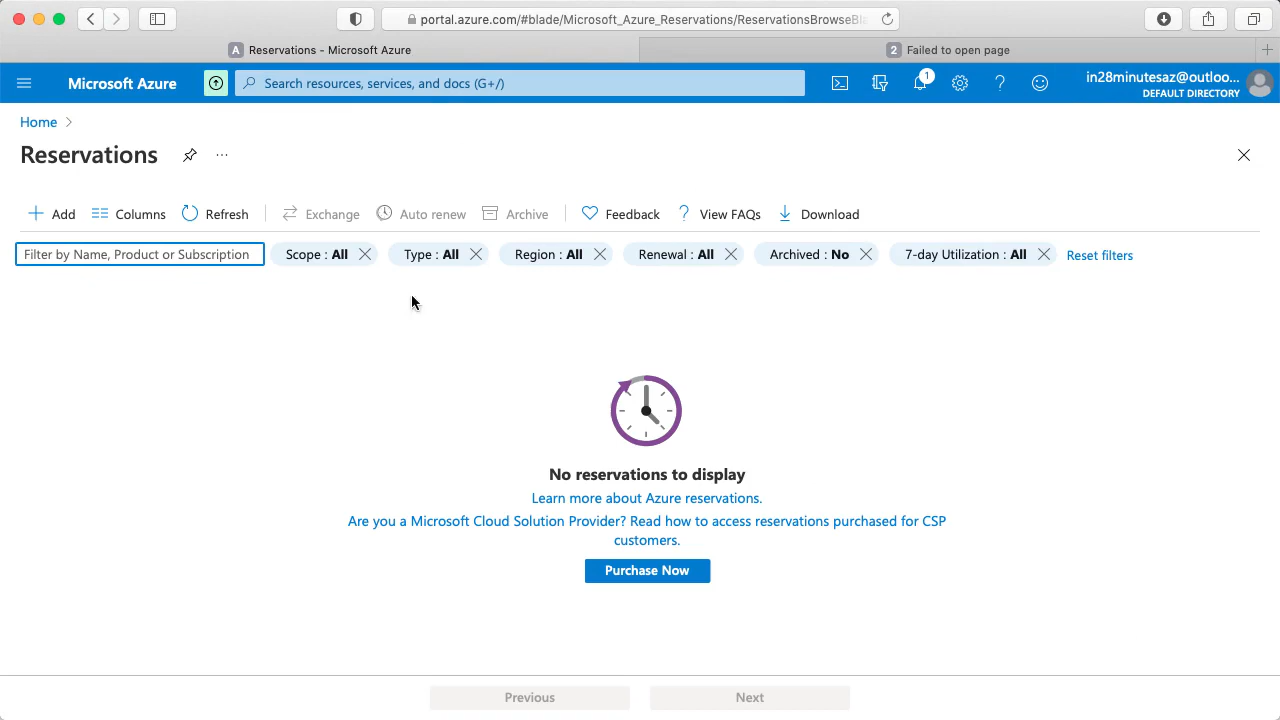 portal.azure.com/#blade/Microsoft_Azure_Reservations/ReservationsBrowseBla
A Reservations - Microsoft Azure
2 Failed to open page
Microsoft Azure
Search resources, services, and docs (G+/)
1
in28minutesaz@outloo...
DEFAULT DIRECTORY
Home
Reservations
Add Columns Refresh Exchange Auto renew Archive Feedback View FAQs Download
Filter by Name, Product or Subscription Scope : All Type : All Region : All Renewal : All Archived : No 7-day Utilization : All Reset filters
No reservations to display
Learn more about Azure reservations.
Are you a Microsoft Cloud Solution Provider? Read how to access reservations purchased for CSP
customers.
Purchase Now
Previous Next